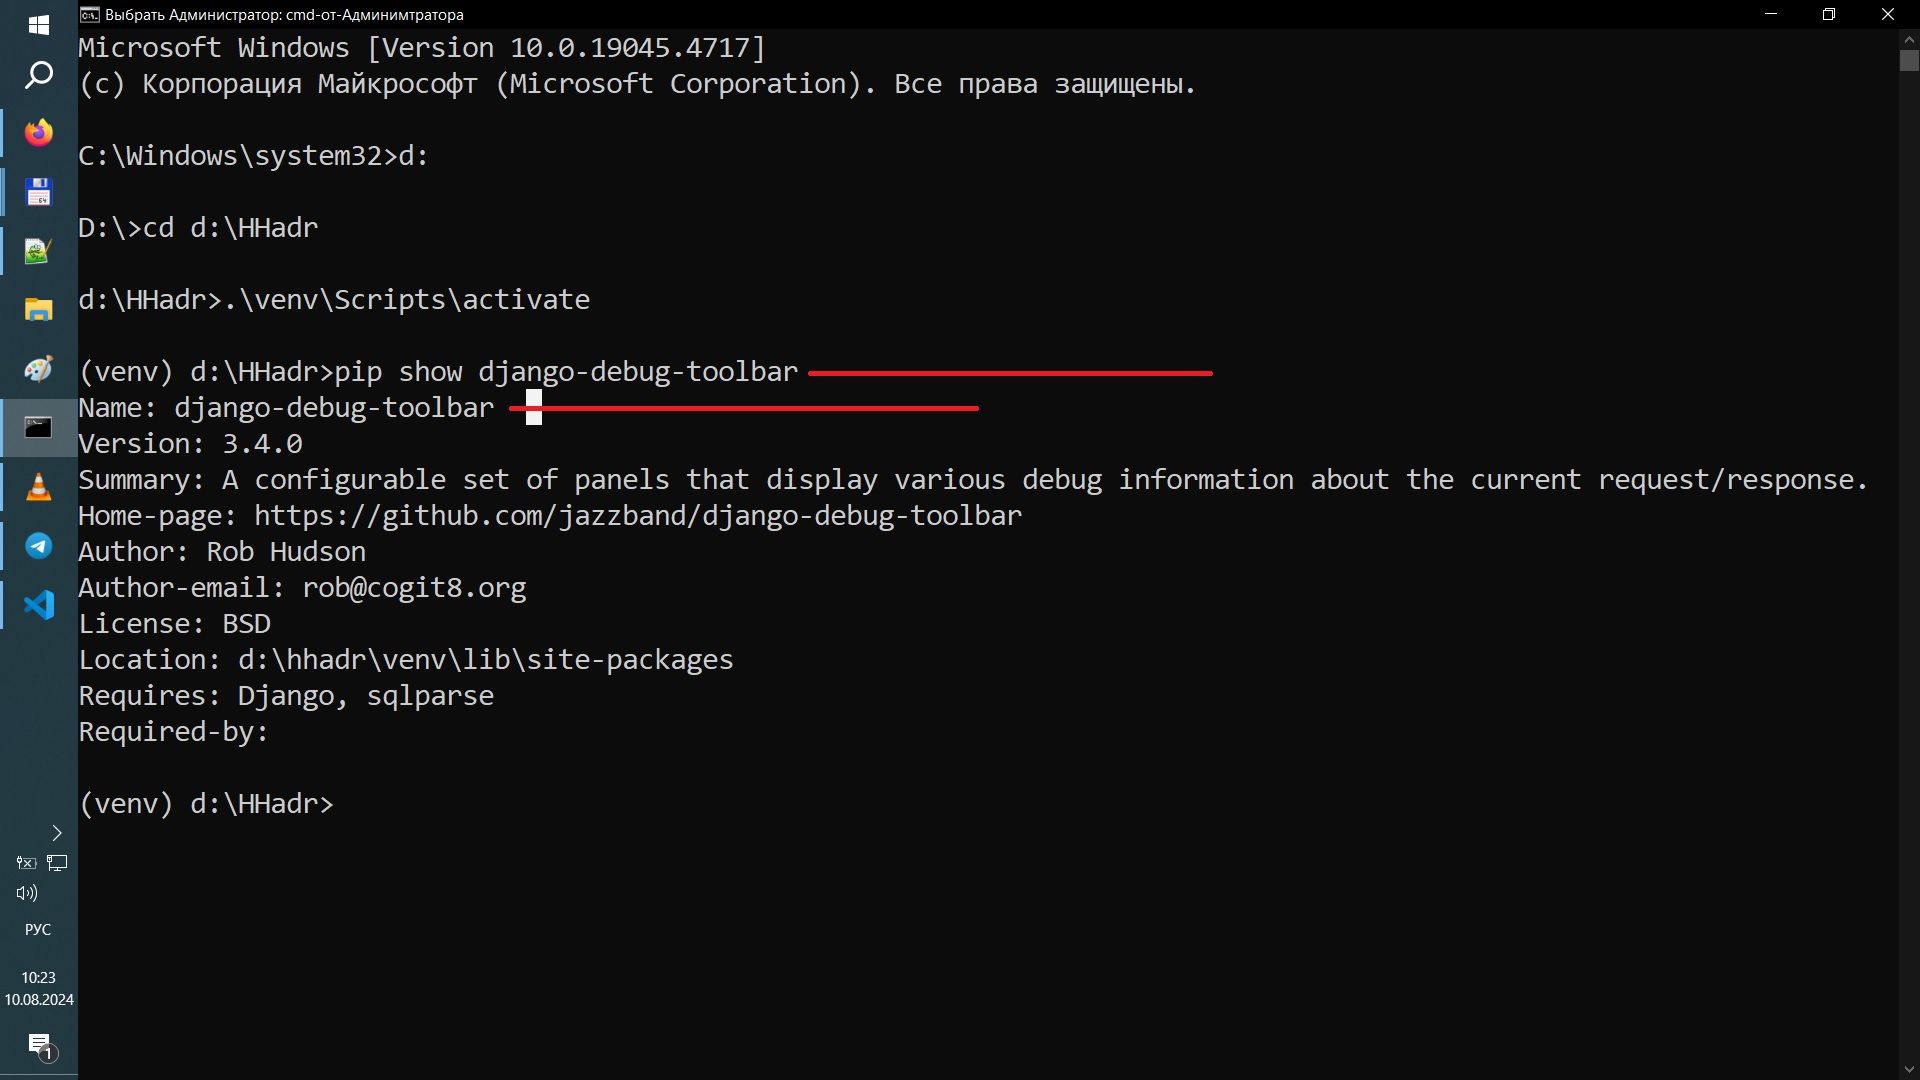 Выбрать Администратор: cmd-от-Админимтратора
Microsoft Windows [Version 10.0.19045.4717]
(c) Корпорация Майкрософт (Microsoft Corporation). Все права защищены.
C:\Windows\system32>d:
D:\>cd d:\HHadr
d:\HHadr>.\venv\Scripts\activate
(venv) d:\HHadr>pip show django-debug-toolbar
Name: django-debug-toolbar
Version: 3.4.0
Summary: A configurable set of panels that display various debug information about the current request/response.
Home-page: https://github.com/jazzband/django-debug-toolbar
Author: Rob Hudson
Author-email: rob@cogit8.org
License: BSD
Location: d:\hhadr\venv\lib\site-packages
Requires: Django, sqlparse
Required-by:
(venv) d:\HHadr>
РУС
10:23
10.08.2024
1